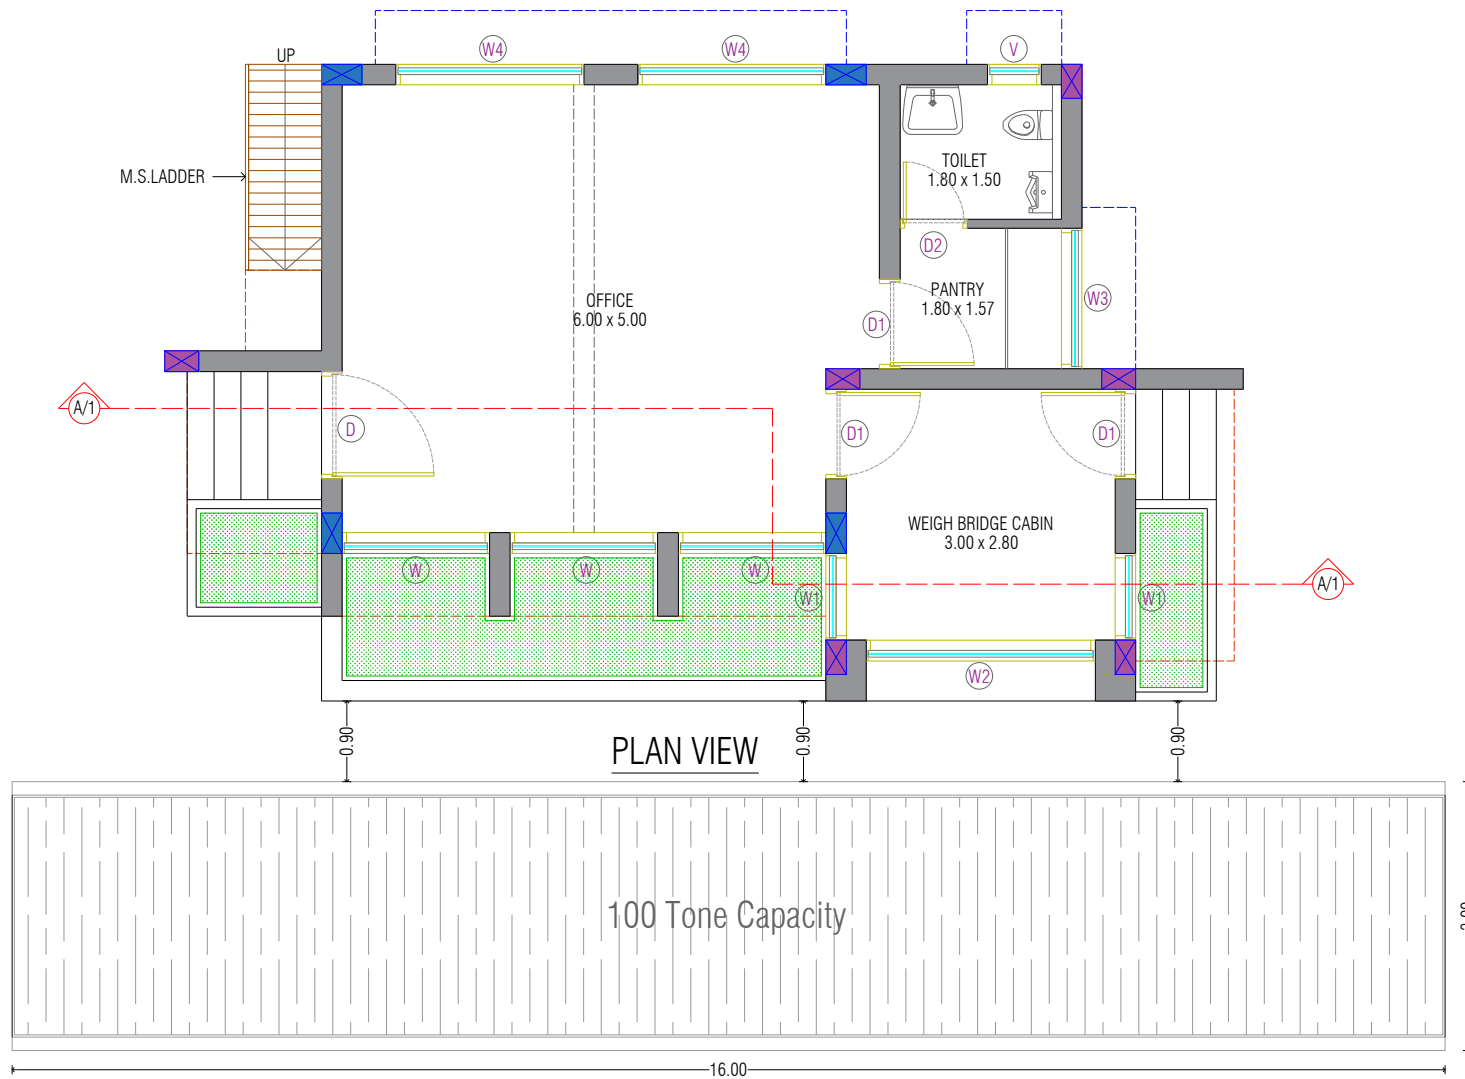 UP
W4
W4
V
M.S.LADDER
TOILET
1.80 x 1.50
D2
PANTRY
1.80 x 1.57
W3
OFFICE
6.00 x 5.00
D1
A/1
D
D1
D1
WEIGH BRIDGE CABIN
3.00 x 2.80
W
W
W
W1
W1
A/1
W2
0.90
PLAN VIEW
0.90
0.90
100 Tone Capacity
16.00